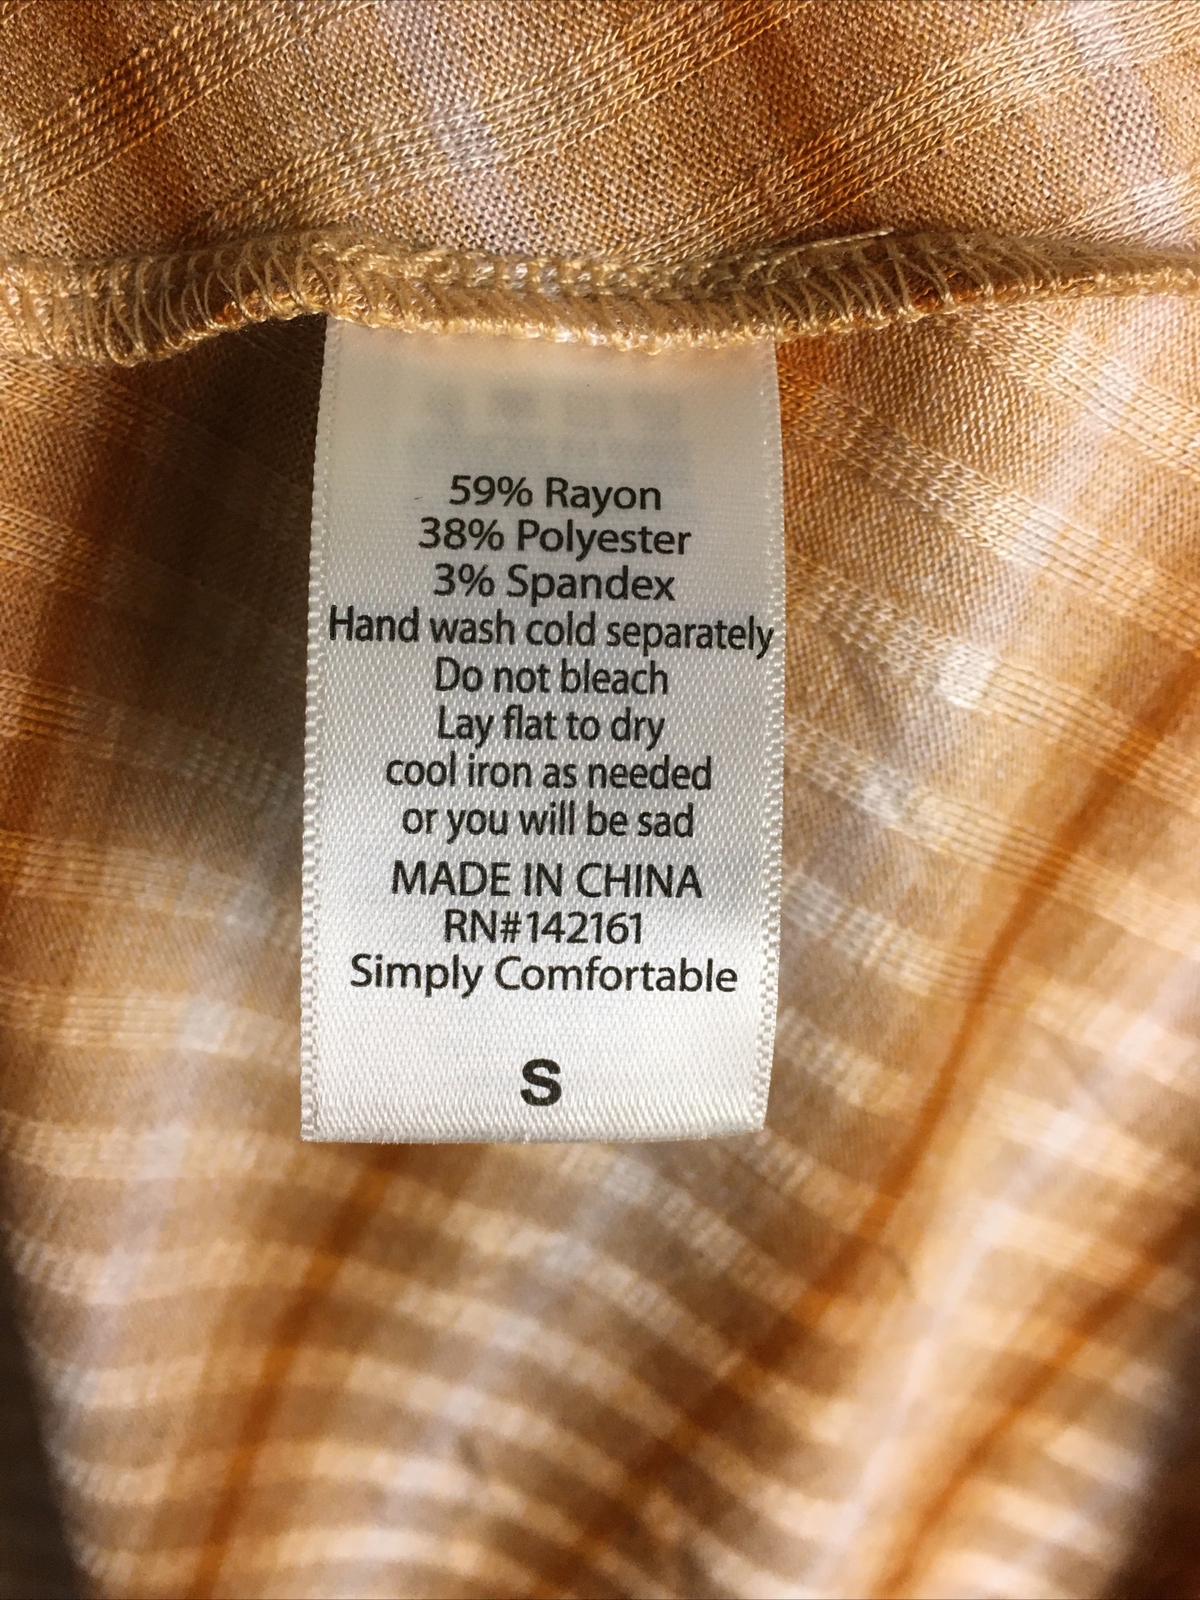 59% Rayon
38% Polyester
3% Spandex
Hand wash cold separately
Do not bleach
Lay flat to dry
cool iron as needed
or you will be sad
MADE IN CHINA
RN#142161
Simply Comfortable
S